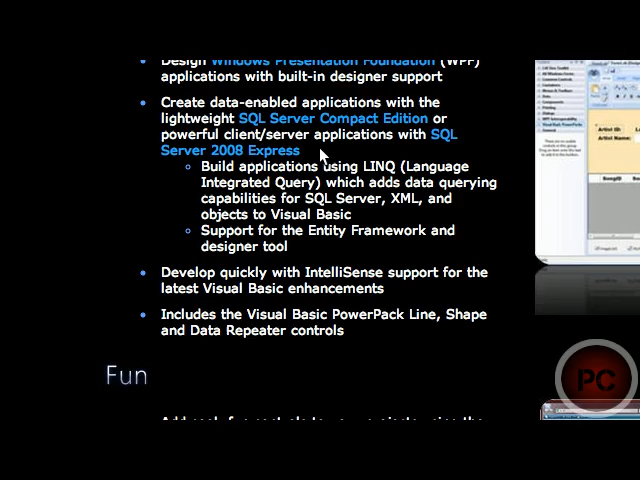 Design Windows Presentation Foundation (WPF)
applications with built-in designer support
Create data-enabled applications with the
lightweight SQL Server Compact Edition or
powerful client/server applications with SQL
Server 2008 Express
Build applications using LINQ (Language
Integrated Query) which adds data querying
capabilities for SQL Server, XML, and
objects to Visual Basic
Support for the Entity Framework and
designer tool
Develop quickly with IntelliSense support for the
latest Visual Basic enhancements
Includes the Visual Basic PowerPack Line, Shape
and Data Repeater controls
Fun
PC
Artist ID
Artist Name